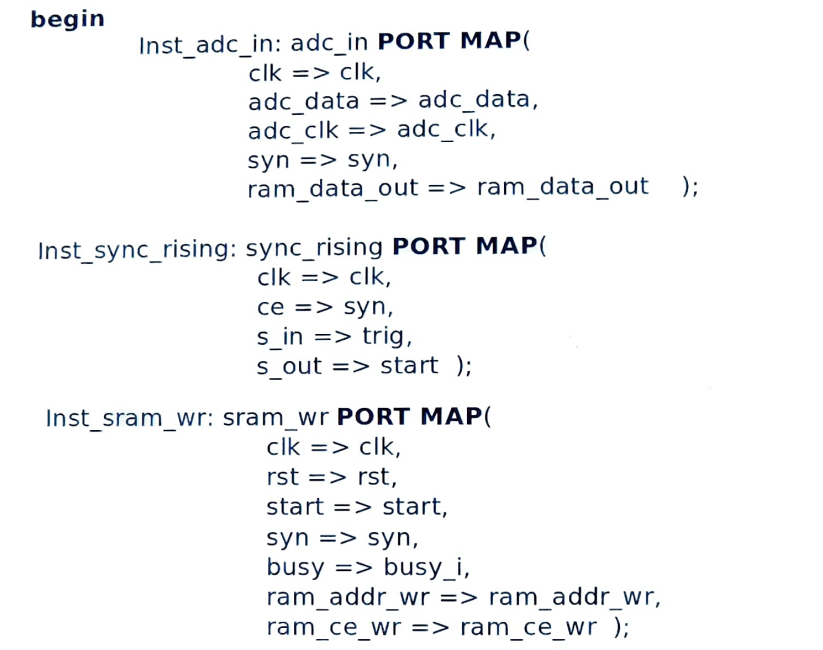 begin
Inst_adc_in: adc_in PORT MAP(
clk => clk,
adc_data => adc_data,
adc_clk => adc_clk,
syn => syn,
ram_data_out => ram_data_out );
Inst_sync_rising: sync_rising PORT MAP(
clk => clk,
ce => syn,
s_in => trig,
s_out => start );
Inst_sram_wr: sram_wr PORT MAP(
clk => clk,
rst => rst,
start => start,
syn => syn,
busy => busy_i,
ram_addr_wr => ram_addr_wr,
ram_ce_wr => ram_ce_wr );